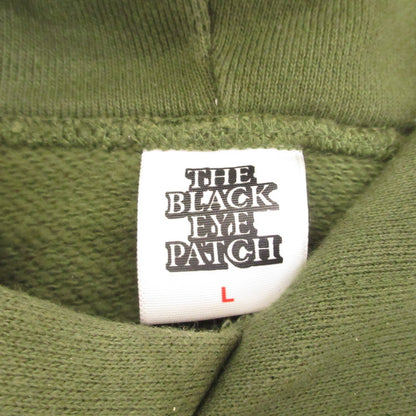 THE
BLACK
EYE
PATCH
L